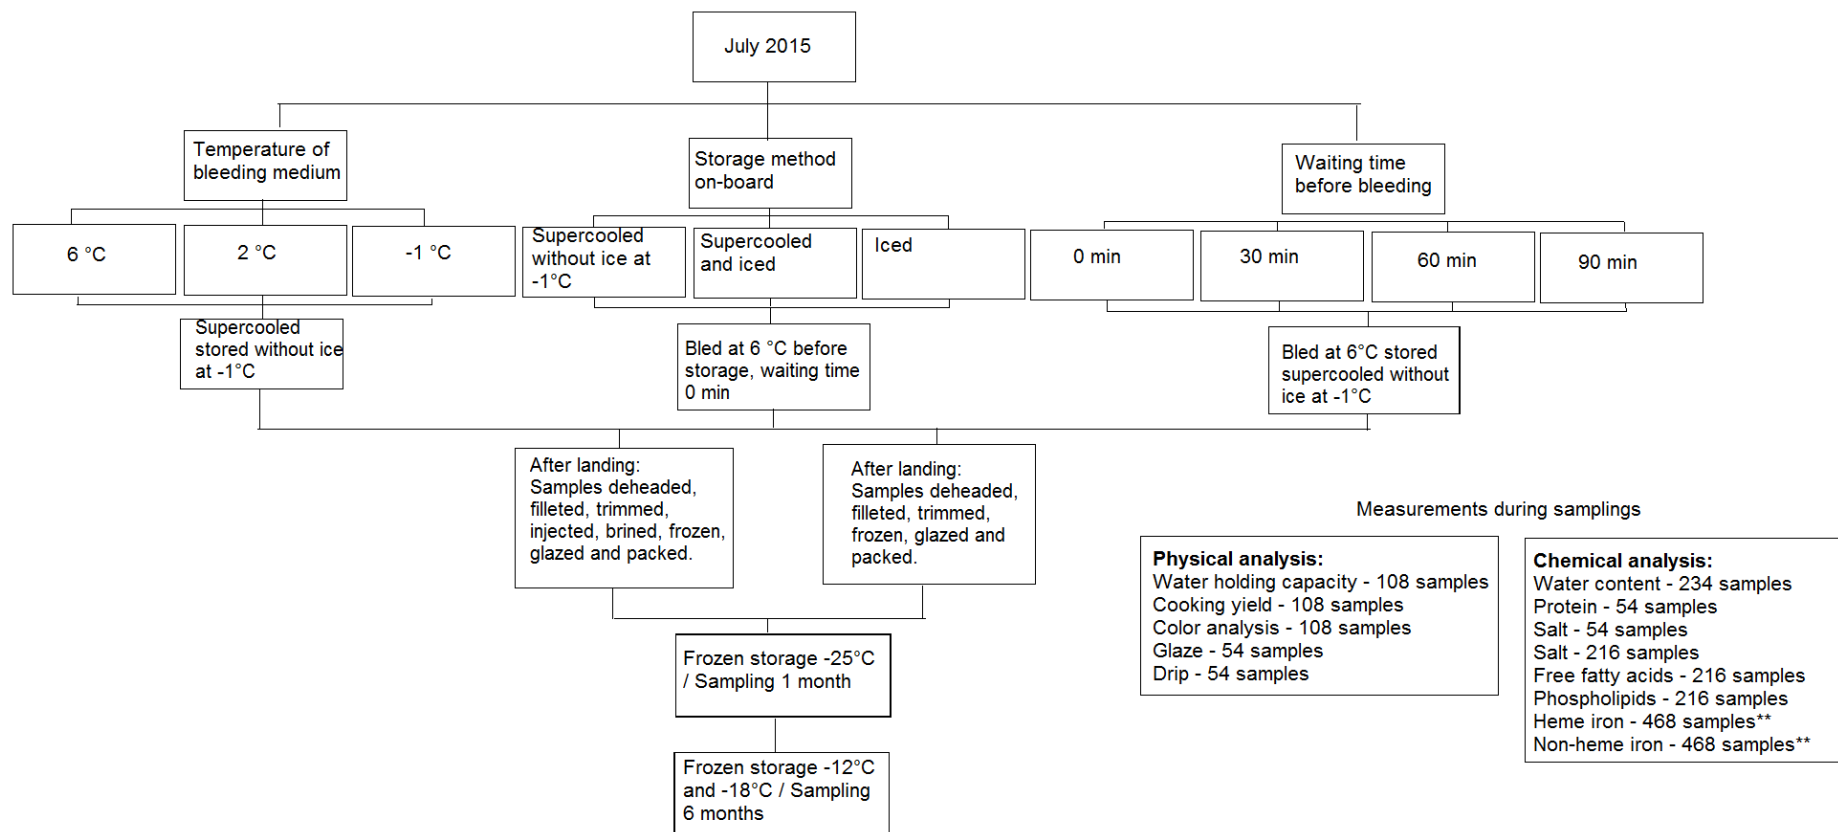 July 2015
Temperature of
bleeding medium
Storage method
on-board
Waiting time
before bleeding
6 °C
2 °C
-1 °C
Supercooled
without ice at
-1°C
Supercooled
and iced
Iced
0 min
30 min
60 min
90 min
Supercooled
stored without ice
at -1°C
Bled at 6 °C before
storage, waiting time
0 min
Bled at 6°C stored
supercooled without
ice at -1°C
After landing:
Samples deheaded,
filleted, trimmed,
injected, brined, frozen,
glazed and packed.
After landing:
Samples deheaded,
filleted, trimmed,
frozen, glazed and
packed.
Frozen storage -25°C
/ Sampling 1 month
Frozen storage -12°C
and -18°C / Sampling
6 months
Measurements during samplings
Physical analysis:
Water holding capacity - 108 samples
Cooking yield - 108 samples
Color analysis - 108 samples
Glaze - 54 samples
Drip - 54 samples
Chemical analysis:
Water content - 234 samples
Protein - 54 samples
Salt - 54 samples
Salt - 216 samples
Free fatty acids - 216 samples
Phospholipids - 216 samples
Heme iron - 468 samples**
Non-heme iron - 468 samples**